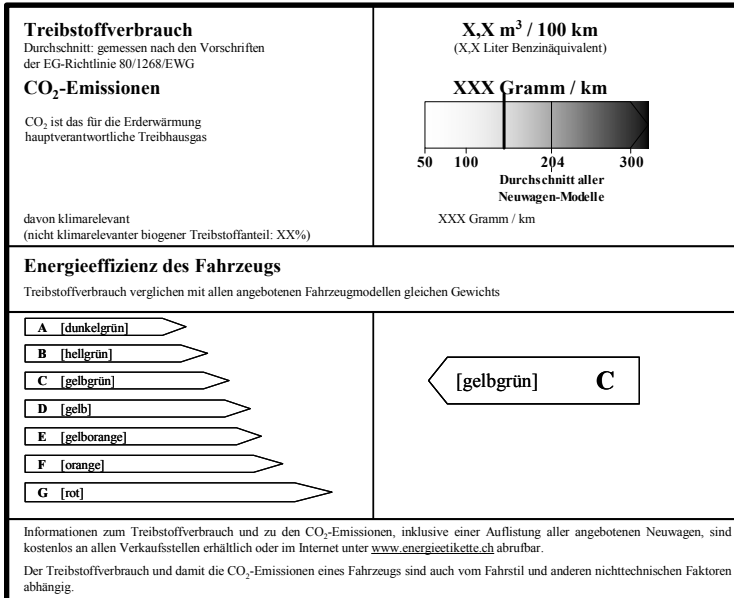 Treibstoffverbrauch
Durchschnitt: gemessen nach den Vorschriften
der EG-Richtlinie 80/1268/EWG
X,X m³ / 100 km
(X,X Liter Benzinäquivalent)
CO₂-Emissionen
CO₂ ist das für die Erderwärmung
hauptverantwortliche Treibhausgas
XXX Gramm / km
50 100 204 300
Durchschnitt aller
Neuwagen-Modelle
davon klimarelevant
(nicht klimarelevanter biogener Treibstoffanteil: XX%)
XXX Gramm / km
Energieeffizienz des Fahrzeugs
Treibstoffverbrauch verglichen mit allen angebotenen Fahrzeugmodellen gleichen Gewichts
A [dunkelgrün]
B [hellgrün]
C [gelbgrün]
D [gelb]
E [gelborange]
F [orange]
G [rot]
[gelbgrün] C
Informationen zum Treibstoffverbrauch und zu den CO₂-Emissionen, inklusive einer Auflistung aller angebotenen Neuwagen, sind
kostenlos an allen Verkaufsstellen erhältlich oder im Internet unter www.energieetikette.ch abrufbar.
Der Treibstoffverbrauch und damit die CO₂-Emissionen eines Fahrzeugs sind auch vom Fahrstil und anderen nichttechnischen Faktoren
abhängig.